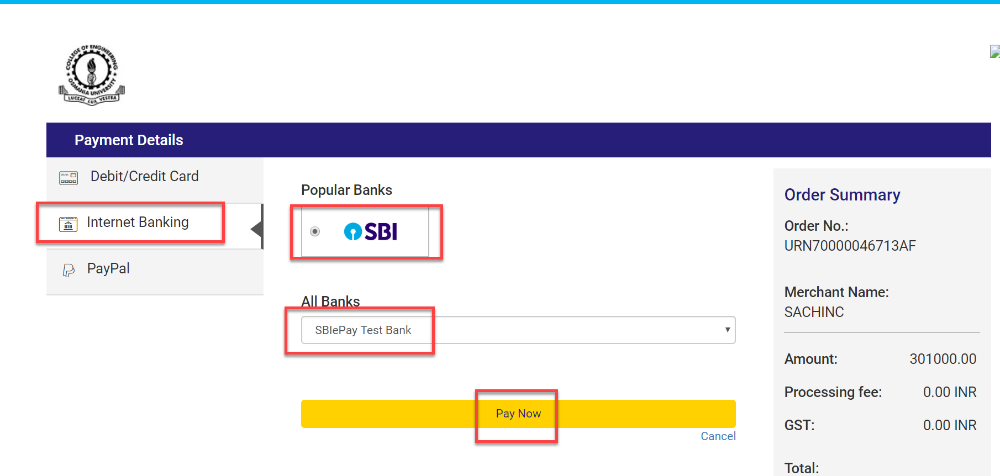 COLLEGE OF ENGINEERING
OSMANIA UNIVERSITY
LUCEAT LUX VESTRA
Payment Details
Debit/Credit Card
Internet Banking
PayPal
Popular Banks
SBI
All Banks
SBIePay Test Bank
Pay Now
Cancel
Order Summary
Order No.:
URN70000046713AF
Merchant Name:
SACHINC
Amount: 301000.00
Processing fee: 0.00 INR
GST: 0.00 INR
Total: